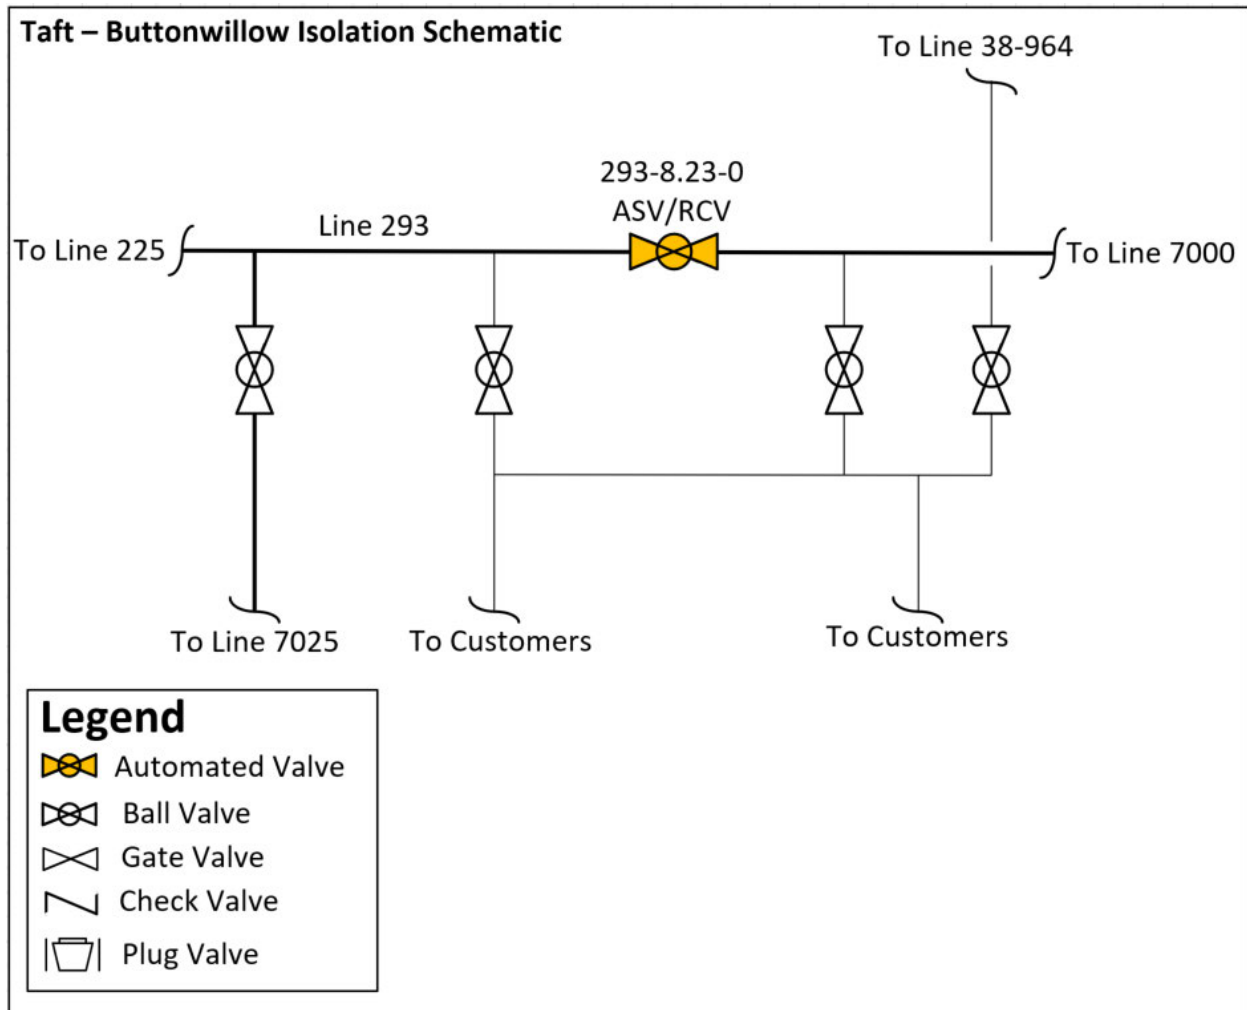 Taft – Buttonwillow Isolation Schematic
To Line 38-964
293-8.23-0
ASV/RCV
Line 293
To Line 225
To Line 7000
To Line 7025
To Customers
To Customers
Legend
Automated Valve
Ball Valve
Gate Valve
Check Valve
Plug Valve